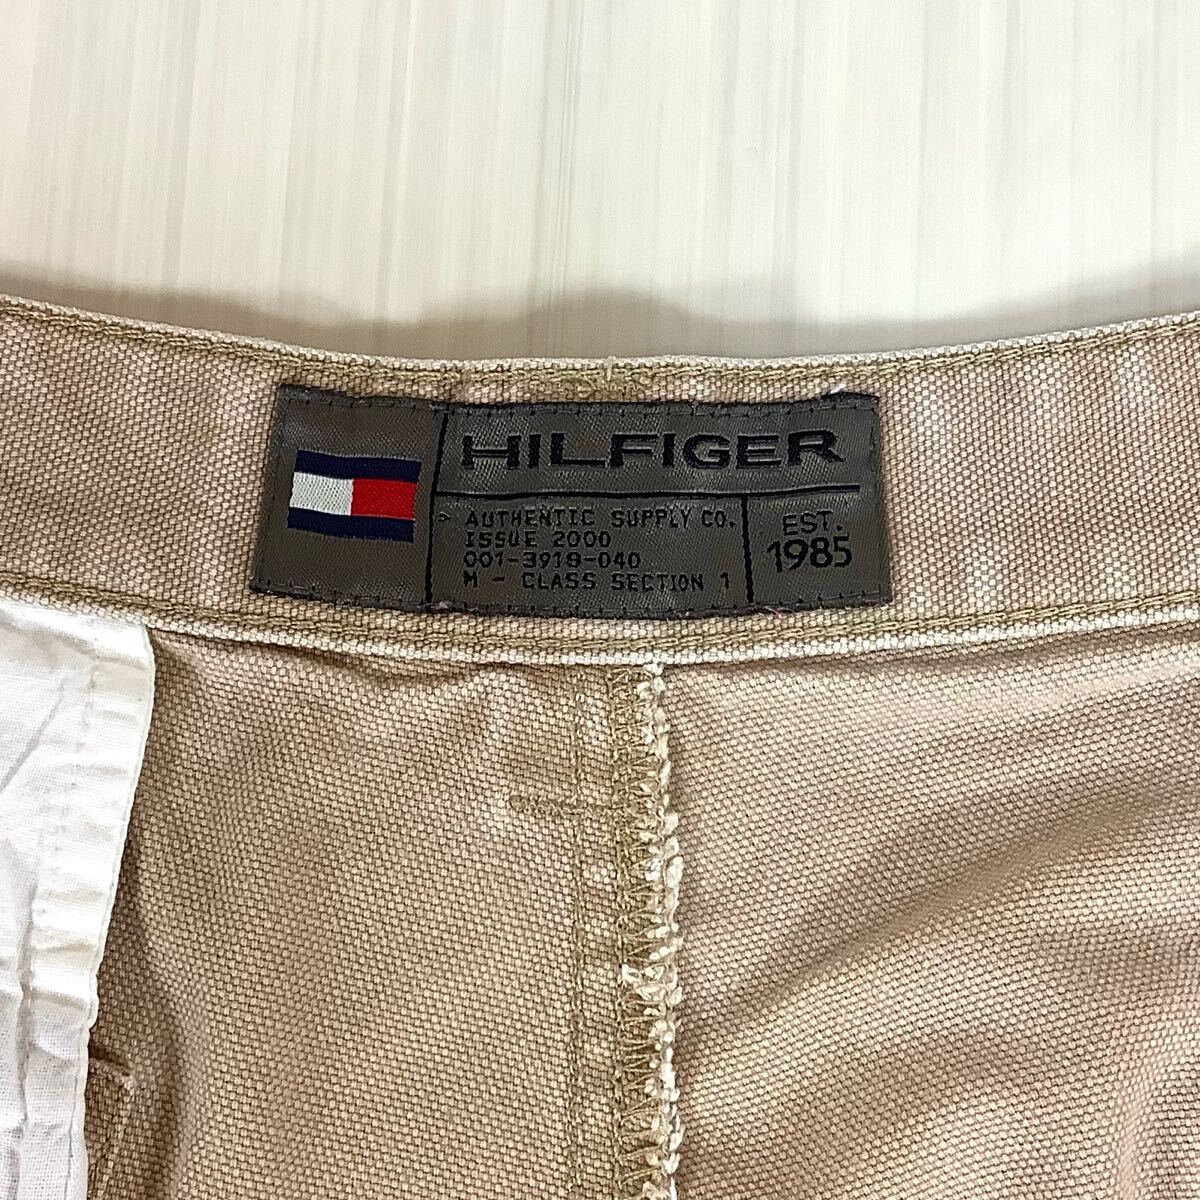 HILFIGER
AUTHENTIC SUPPLY CO.
ISSUE 2000
001-3918-040
M - CLASS SECTION 1
EST.
1985